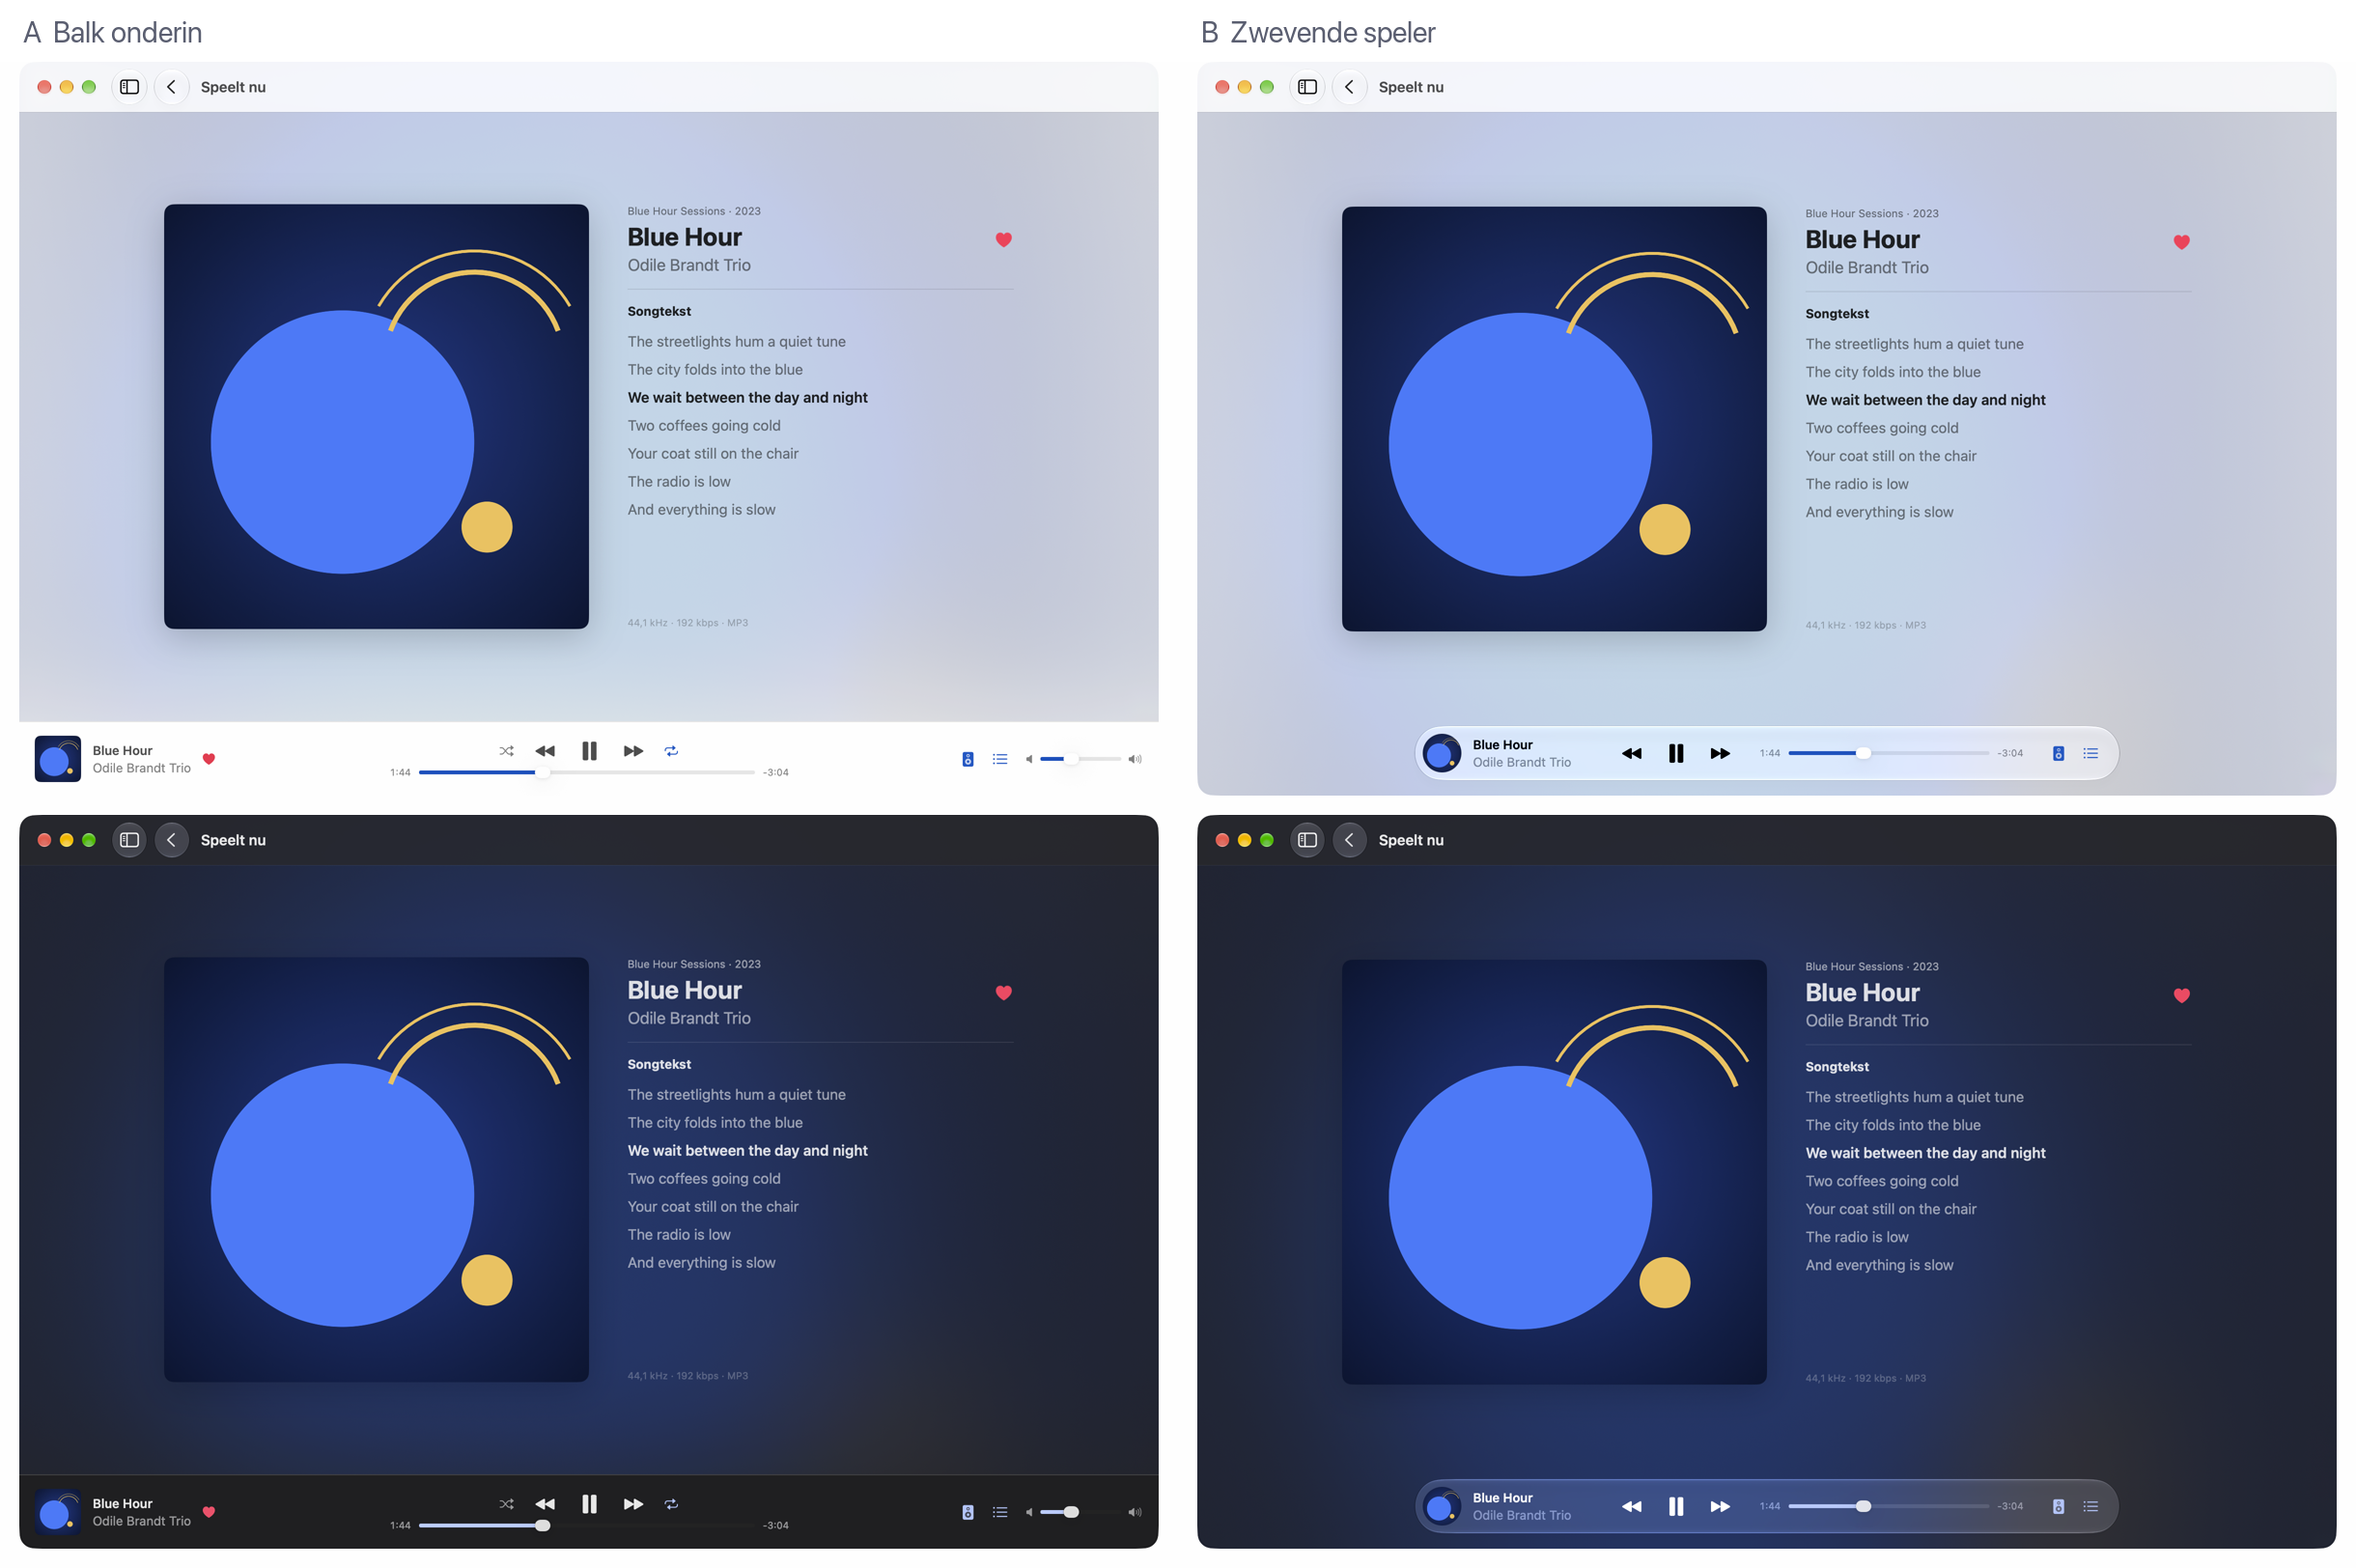 A Balk onderin
Speelt nu
Blue Hour Sessions · 2023
Blue Hour
Odile Brandt Trio
Songtekst
The streetlights hum a quiet tune
The city folds into the blue
We wait between the day and night
Two coffees going cold
Your coat still on the chair
The radio is low
And everything is slow
44,1 kHz · 192 kbps · MP3
Blue Hour
Odile Brandt Trio
1:44
-3:04
B Zwevende speler
Speelt nu
Blue Hour Sessions · 2023
Blue Hour
Odile Brandt Trio
Songtekst
The streetlights hum a quiet tune
The city folds into the blue
We wait between the day and night
Two coffees going cold
Your coat still on the chair
The radio is low
And everything is slow
44,1 kHz · 192 kbps · MP3
Blue Hour
Odile Brandt Trio
1:44
-3:04
Speelt nu
Blue Hour Sessions · 2023
Blue Hour
Odile Brandt Trio
Songtekst
The streetlights hum a quiet tune
The city folds into the blue
We wait between the day and night
Two coffees going cold
Your coat still on the chair
The radio is low
And everything is slow
44,1 kHz · 192 kbps · MP3
Blue Hour
Odile Brandt Trio
1:44
-3:04
Speelt nu
Blue Hour Sessions · 2023
Blue Hour
Odile Brandt Trio
Songtekst
The streetlights hum a quiet tune
The city folds into the blue
We wait between the day and night
Two coffees going cold
Your coat still on the chair
The radio is low
And everything is slow
44,1 kHz · 192 kbps · MP3
Blue Hour
Odile Brandt Trio
1:44
-3:04